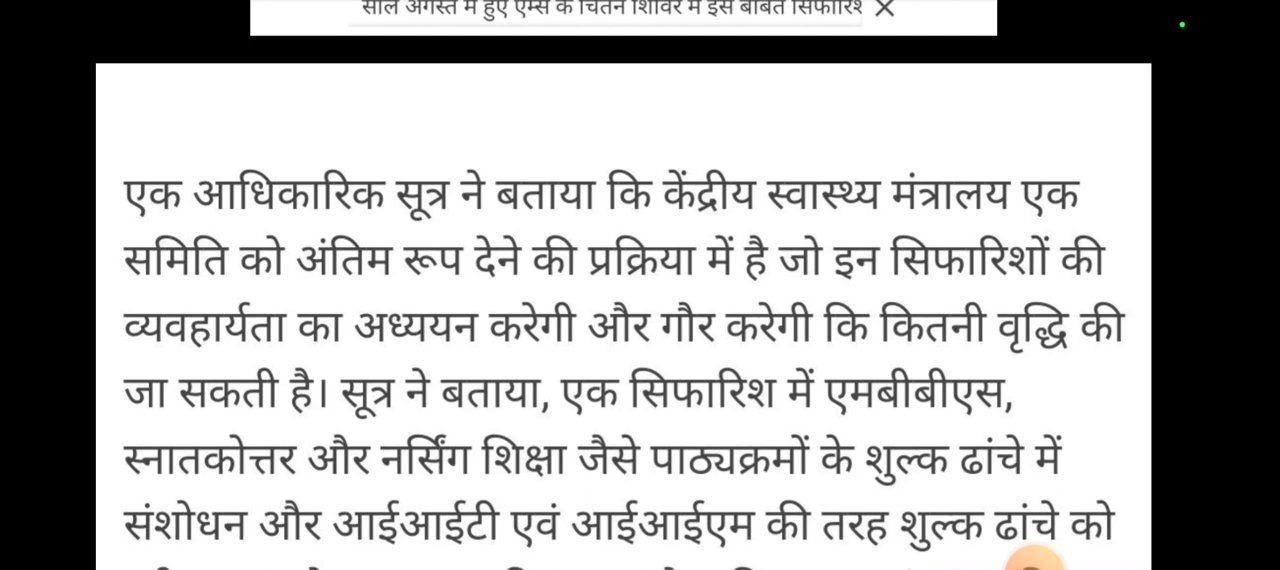 साल अगस्त में हुए एम्स के चिंतन शिविर में इस बाबत
एक आधिकारिक सूत्र ने बताया कि केंद्रीय स्वास्थ्य मंत्रालय एक
समिति को अंतिम रूप देने की प्रक्रिया में है जो इन सिफारिशों की
व्यवहार्यता का अध्ययन करेगी और गौर करेगी कि कितनी वृद्धि की
जा सकती है। सूत्र ने बताया, एक सिफारिश में एमबीबीएस,
स्नातकोत्तर और नर्सिंग शिक्षा जैसे पाठ्यक्रमों के शुल्क ढांचे में
संशोधन और आईआईटी एवं आईआईएम की तरह शुल्क ढांचे को